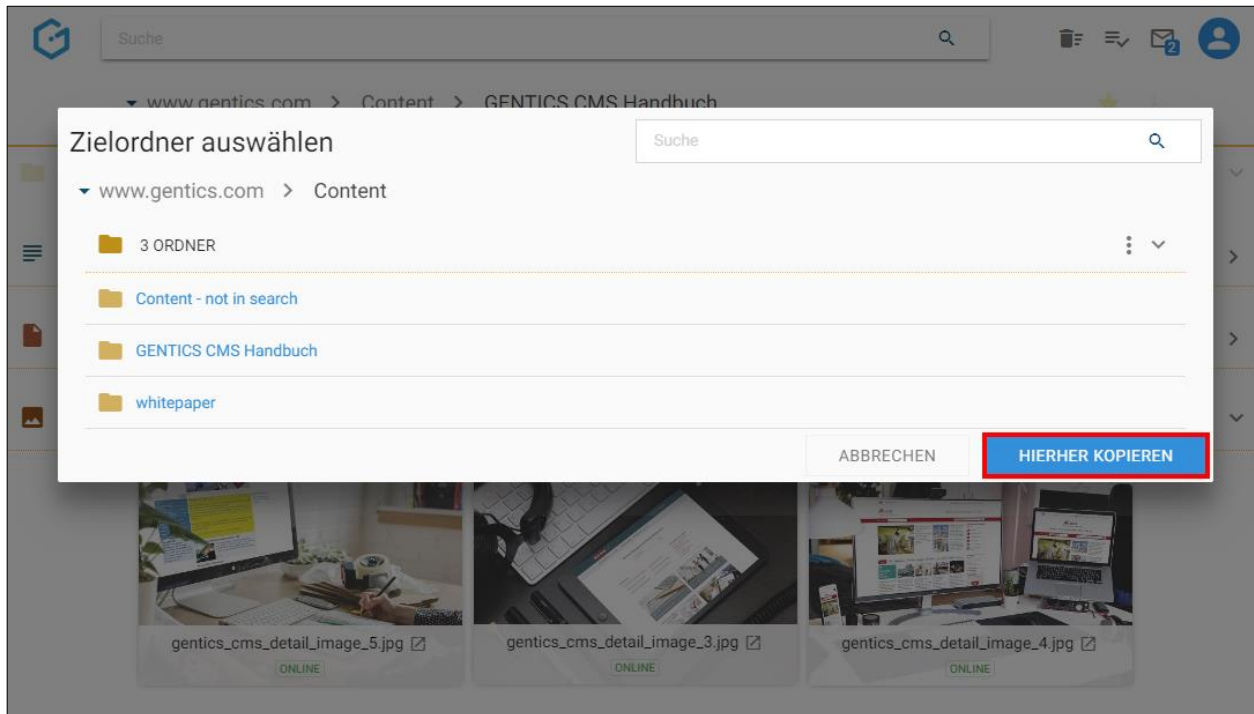 Suche
2
www.gentics.com > Content > GENTICS CMS Handbuch
Zielordner auswählen
Suche
www.gentics.com > Content
3 ORDNER
Content - not in search
GENTICS CMS Handbuch
whitepaper
ABBRECHEN
HIERHER KOPIEREN
gentics_cms_detail_image_5.jpg
gentics_cms_detail_image_3.jpg
gentics_cms_detail_image_4.jpg
ONLINE
ONLINE
ONLINE